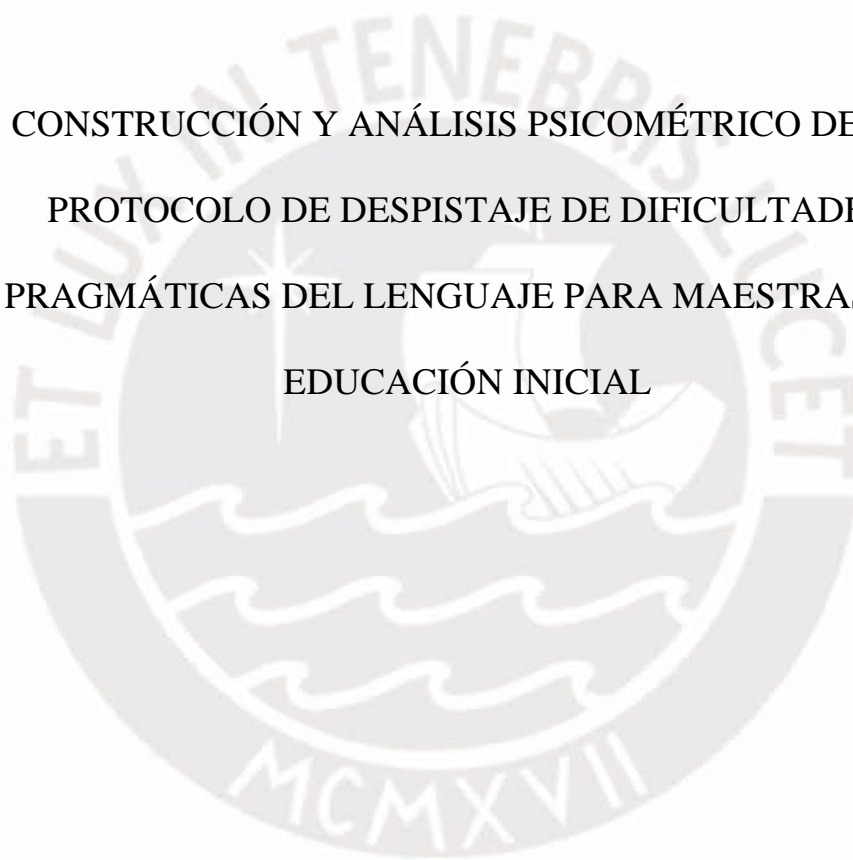 CONSTRUCCIÓN Y ANÁLISIS PSICOMÉTRICO DE
PROTOCOLO DE DESPISTAJE DE DIFICULTADE
PRAGMÁTICAS DEL LENGUAJE PARA MAESTRAS
EDUCACIÓN INICIAL
ET LUX IN TENEBRIS LUCET
MCMXVII